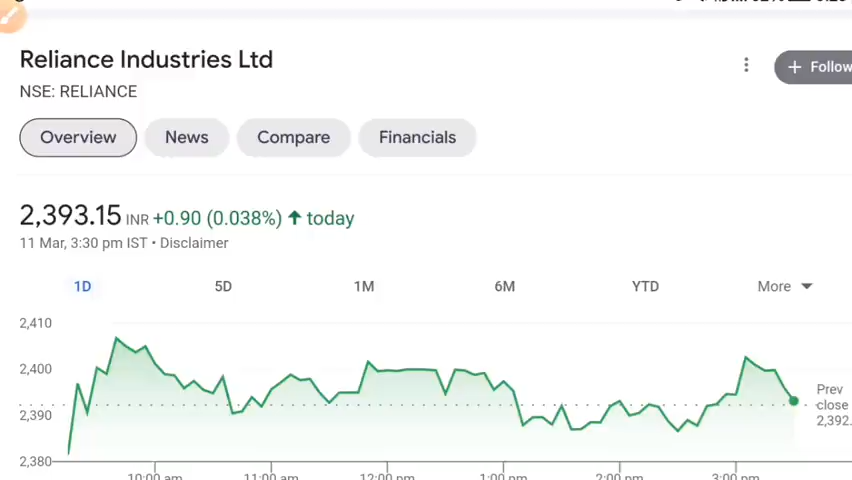 Reliance Industries Ltd
+ Follow
NSE: RELIANCE
Overview
News
Compare
Financials
2,393.15 INR +0.90 (0.038%) ↑ today
11 Mar, 3:30 pm IST • Disclaimer
1D 5D 1M 6M YTD More
2,410
2,400
2,390
2,380
Prev
close
2,392.
10:00 am 11:00 am 12:00 pm 1:00 pm 2:00 pm 3:00 pm